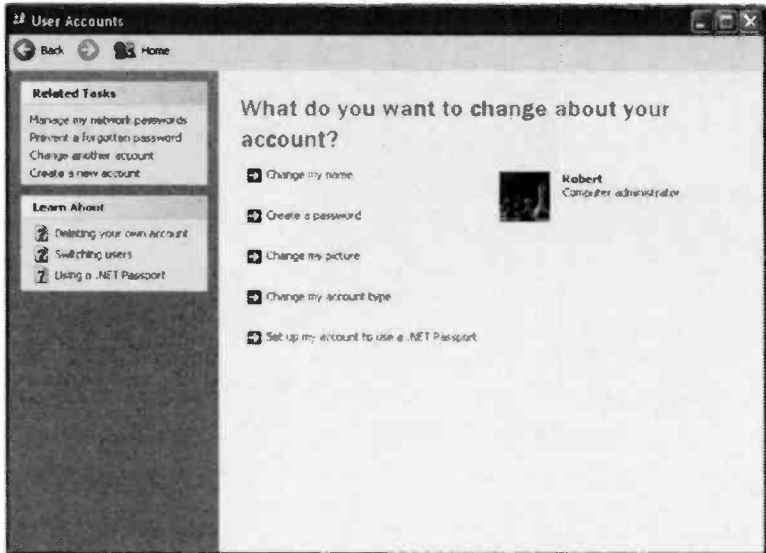 User Accounts
Back Home
Related Tasks
Manage my network passwords
Prevent a forgotten password
Change another account
Create a new account
Learn About
Deleting your own account
Switching users
Using a .NET Passport
What do you want to change about your
account?
Change my name
Create a password
Change my picture
Change my account type
Set up my account to use a .NET Passport
Robert
Computer administrator